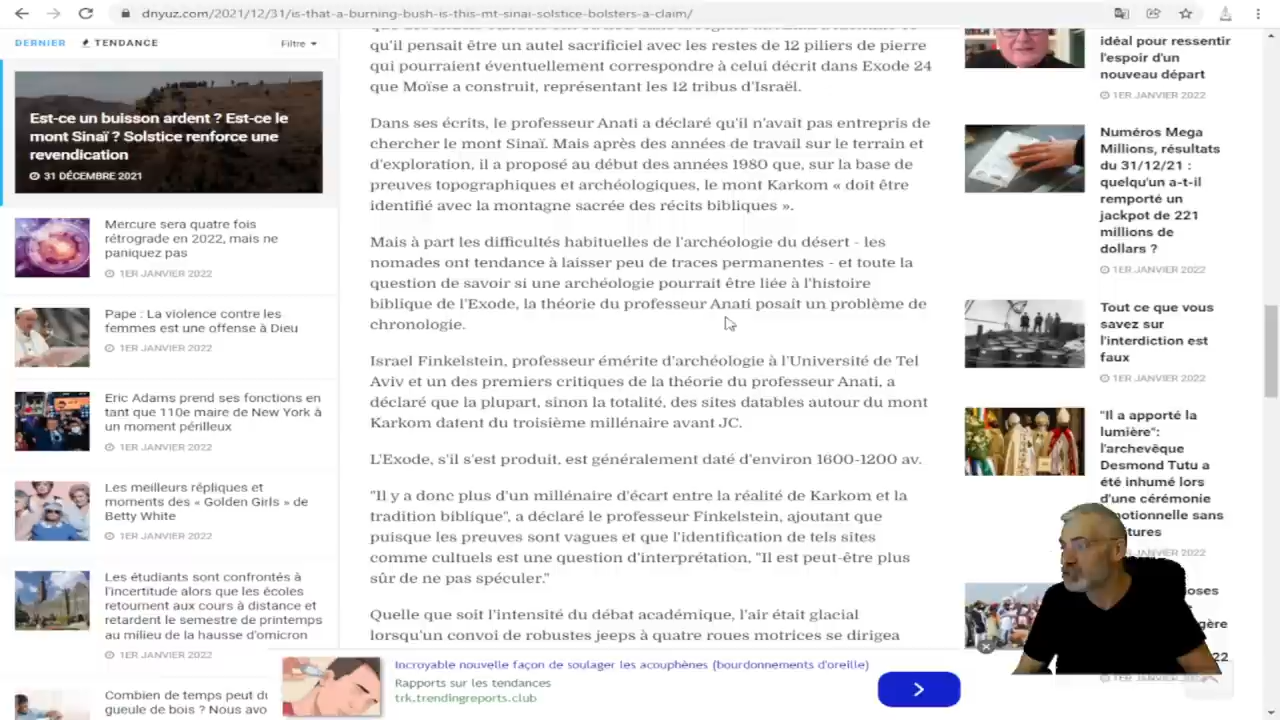 dnyuz.com/2021/12/31/is-that-a-burning-bush-is-this-mt-sinai-solstice-bolsters-a-claim/
DERNIER
TENDANCE
Filtre
Est-ce un buisson ardent ? Est-ce le
mont Sinaï ? Solstice renforce une
revendication
31 DÉCEMBRE 2021
Mercure sera quatre fois
rétrograde en 2022, mais ne
paniquez pas
1ER JANVIER 2022
Pape : La violence contre les
femmes est une offense à Dieu
1ER JANVIER 2022
Eric Adams prend ses fonctions en
tant que 110e maire de New York à
un moment périlleux
1ER JANVIER 2022
Les meilleurs répliques et
moments des « Golden Girls » de
Betty White
1ER JANVIER 2022
Les étudiants sont confrontés à
l'incertitude alors que les écoles
retournent aux cours à distance et
retardent le semestre de printemps
au milieu de la hausse d'omicron
1ER JANVIER 2022
Combien de temps peut du
gueule de bois ? Nous avo
qu'il pensait être un autel sacrificiel avec les restes de 12 piliers de pierre
qui pourraient éventuellement correspondre à celui décrit dans Exode 24
que Moïse a construit, représentant les 12 tribus d'Israël.
Dans ses écrits, le professeur Anati a déclaré qu'il n'avait pas entrepris de
chercher le mont Sinaï. Mais après des années de travail sur le terrain et
d'exploration, il a proposé au début des années 1980 que, sur la base de
preuves topographiques et archéologiques, le mont Karkom « doit être
identifié avec la montagne sacrée des récits bibliques ».
Mais à part les difficultés habituelles de l'archéologie du désert - les
nomades ont tendance à laisser peu de traces permanentes - et toute la
question de savoir si une archéologie pourrait être liée à l'histoire
biblique de l'Exode, la théorie du professeur Anati posait un problème de
chronologie.
Israel Finkelstein, professeur émérite d'archéologie à l'Université de Tel
Aviv et un des premiers critiques de la théorie du professeur Anati, a
déclaré que la plupart, sinon la totalité, des sites datables autour du mont
Karkom datent du troisième millénaire avant JC.
L'Exode, s'il s'est produit, est généralement daté d'environ 1600-1200 av.
"Il y a donc plus d'un millénaire d'écart entre la réalité de Karkom et la
tradition biblique", a déclaré le professeur Finkelstein, ajoutant que
puisque les preuves sont vagues et que l'identification de tels sites
comme cultuels est une question d'interprétation, "Il est peut-être plus
sûr de ne pas spéculer."
Quelle que soit l'intensité du débat académique, l'air était glacial
lorsqu'un convoi de robustes jeeps à quatre roues motrices se dirigea
idéal pour ressentir
l'espoir d'un
nouveau départ
1ER JANVIER 2022
Numéros Mega
Millions, résultats
du 31/12/21 :
quelqu'un a-t-il
remporté un
jackpot de 221
millions de
dollars ?
1ER JANVIER 2022
Tout ce que vous
savez sur
l'interdiction est
faux
1ER JANVIER 2022
"Il a apporté la
lumière":
l'archevêque
Desmond Tutu a
été inhumé lors
d'une cérémonie
motionnelle sans
tures
JANVIER 2022
oses
gère
22
1ER JANVIER 2022
Incroyable nouvelle façon de soulager les acouphènes (bourdonnements d'oreille)
Rapports sur les tendances
trk.trendingreports.club